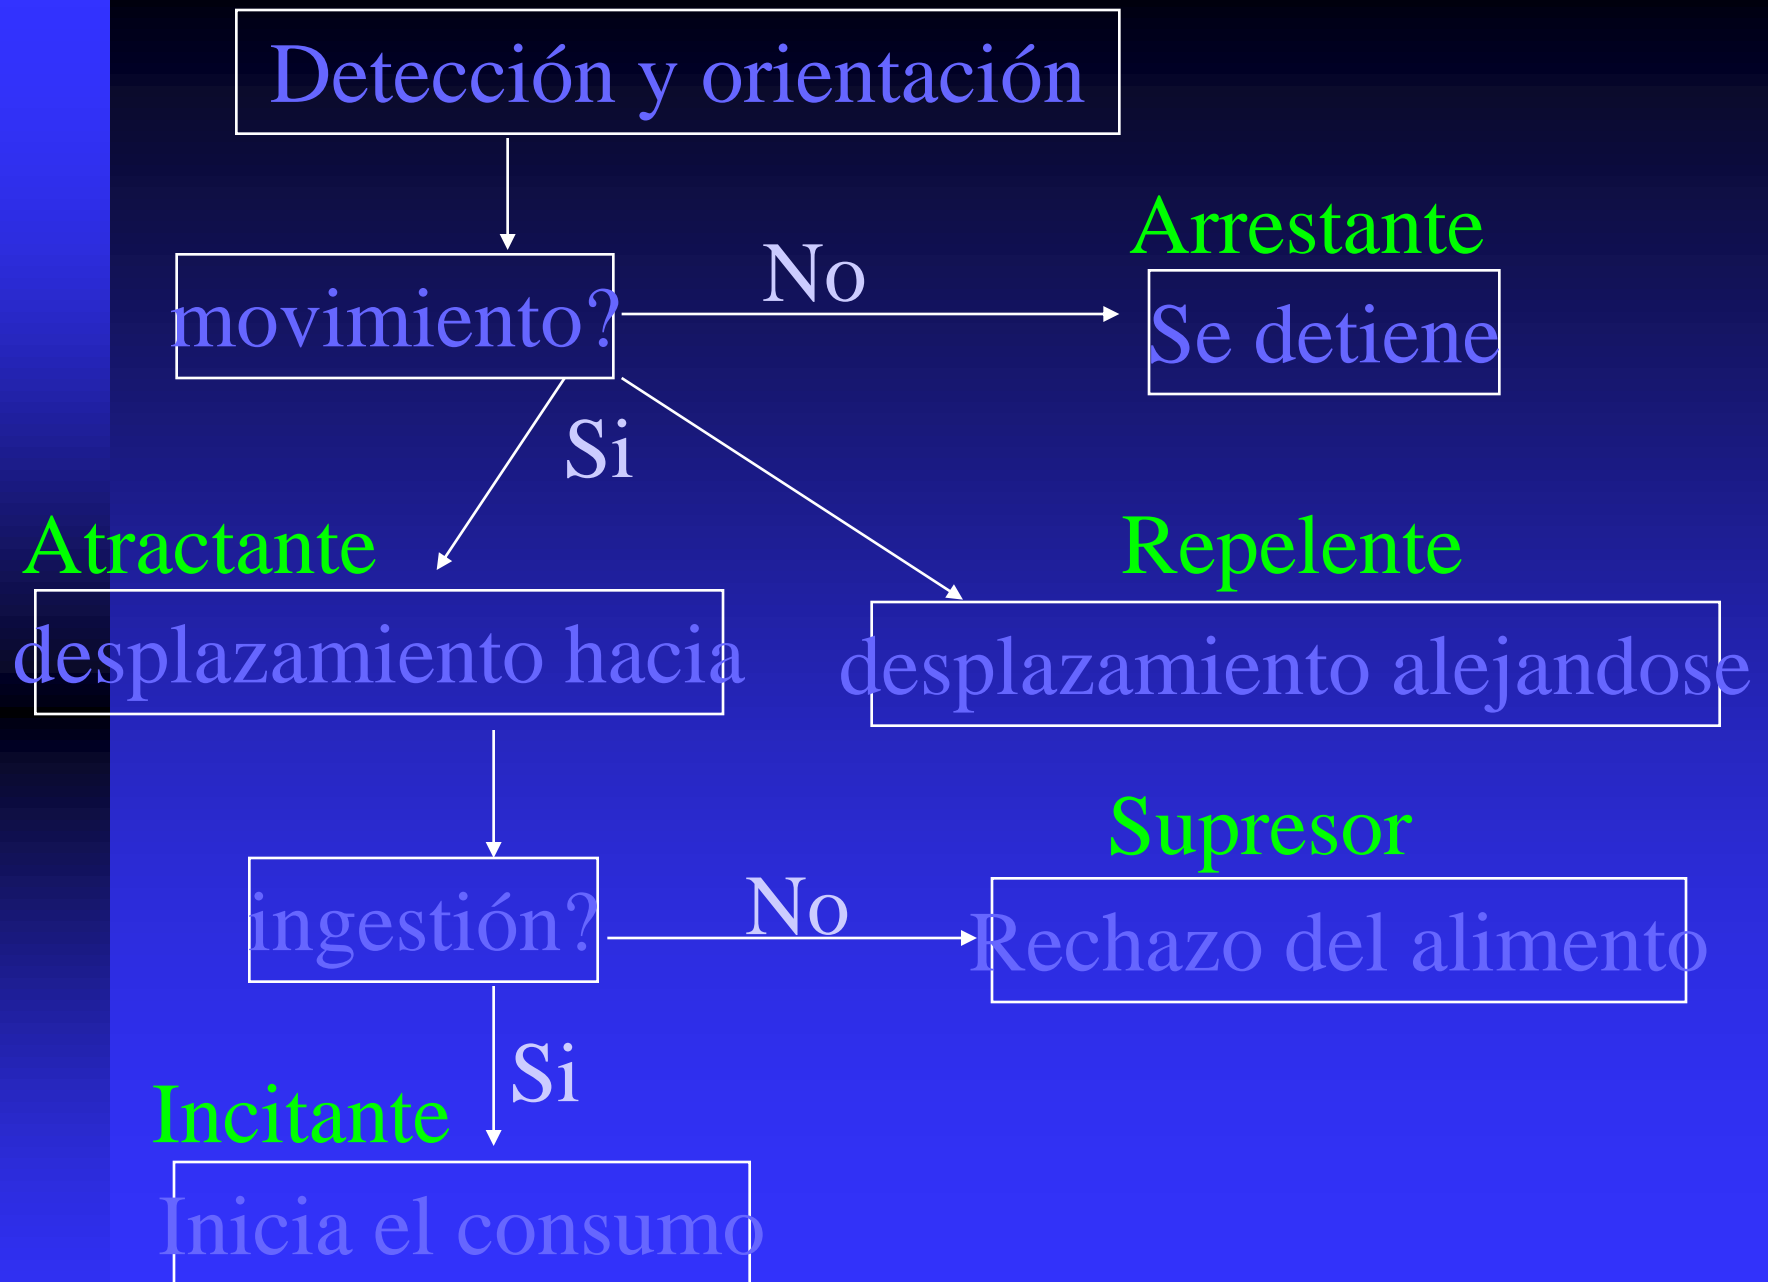 Detección y orientación
Arrestante
No
movimiento?
Se detiene
Si
Atractante
Repelente
desplazamiento hacia
desplazamiento alejandose
Supresor
ingestión?
No
Rechazo del alimento
Si
Incitante
Inicia el consumo